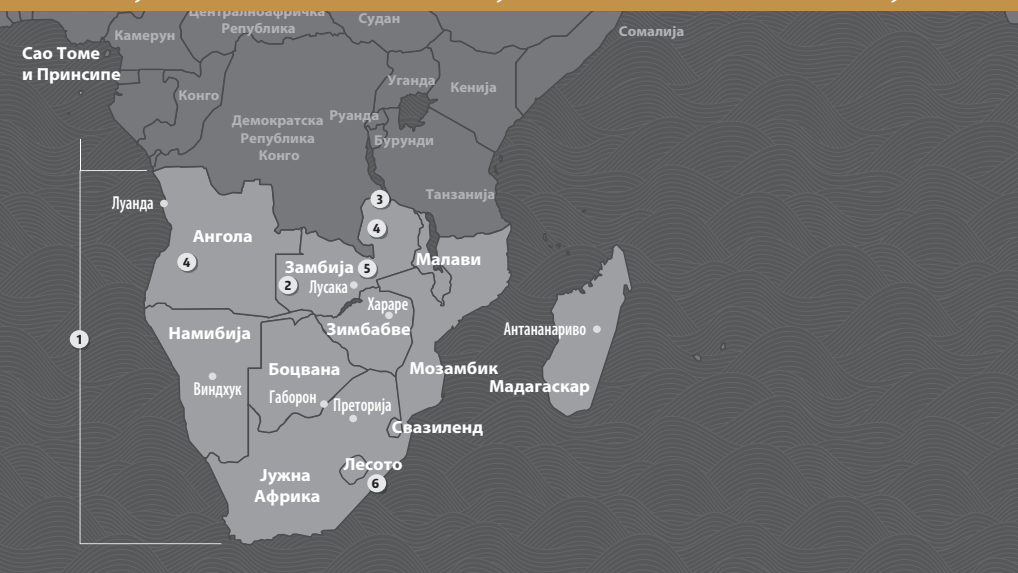 Централноафричка
Република
Судан
Сомалија
Камерун
Сао Томе
и Принсипе
Уганда
Кенија
Конго
Руанда
Демократска
Република
Конго
Бурунди
Танзанија
3
Луанда
4
Ангола
Малави
4
Замбија
5
2
Лусака
Хараре
Зимбабве
Антананариво
Намибија
1
Боцвана
Мозамбик
Мадагаскар
Виндхук
Габорон
Преторија
Свазиленд
Лесото
Јужна
Африка
6